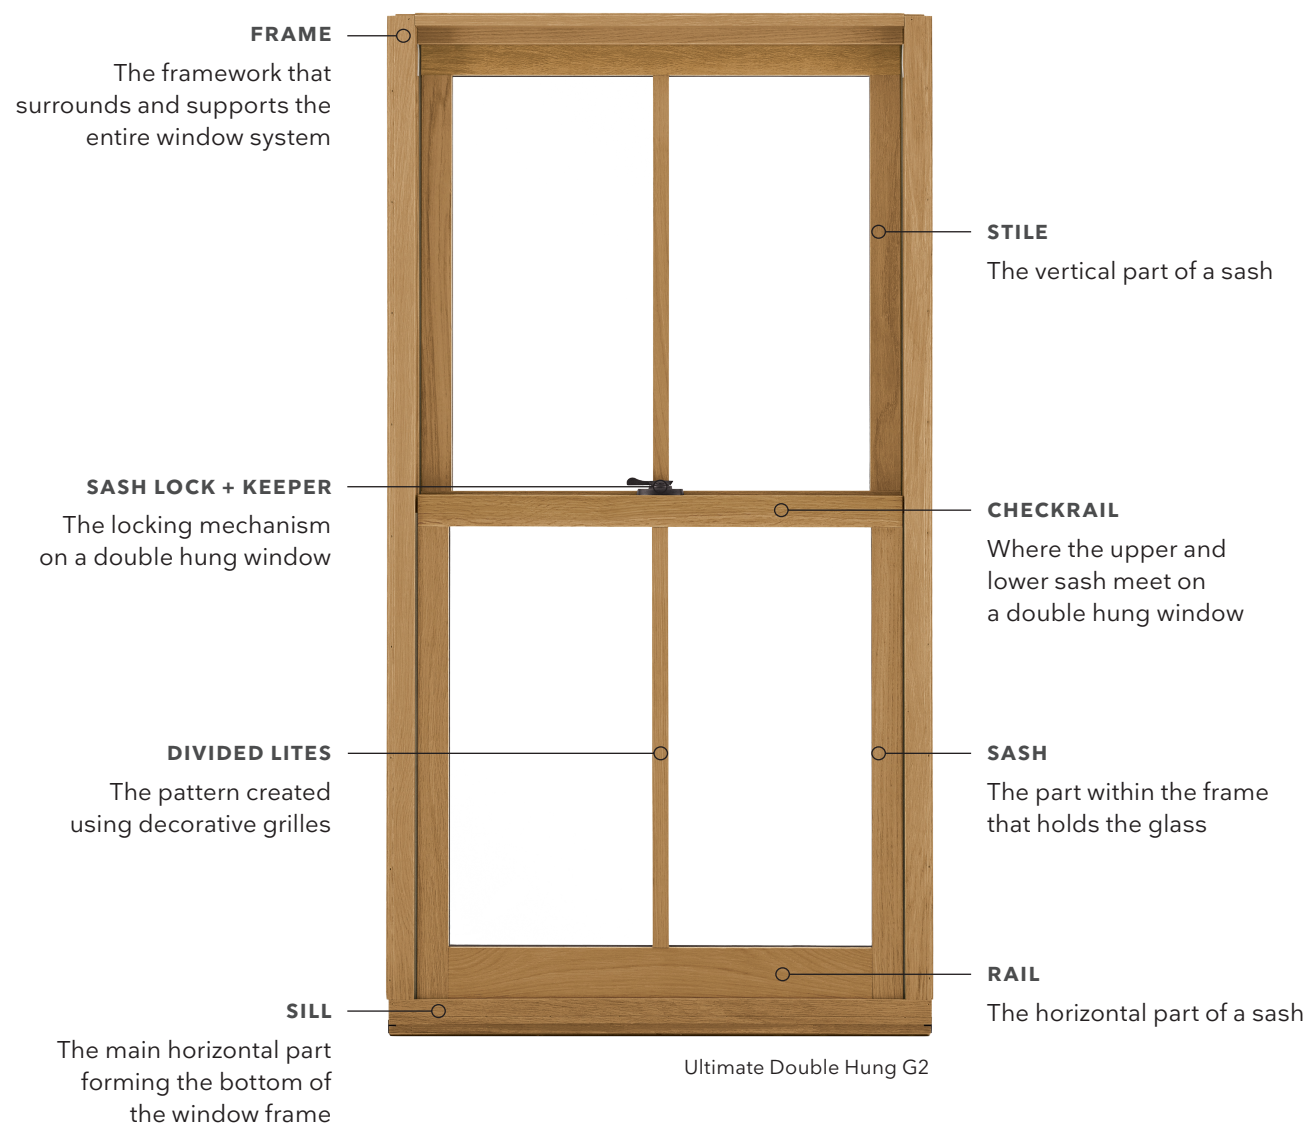 FRAME
The framework that
surrounds and supports the
entire window system
STILE
The vertical part of a sash
SASH LOCK + KEEPER
The locking mechanism
on a double hung window
CHECKRAIL
Where the upper and
lower sash meet on
a double hung window
DIVIDED LITES
The pattern created
using decorative grilles
SASH
The part within the frame
that holds the glass
RAIL
The horizontal part of a sash
SILL
The main horizontal part
forming the bottom of
the window frame
Ultimate Double Hung G2